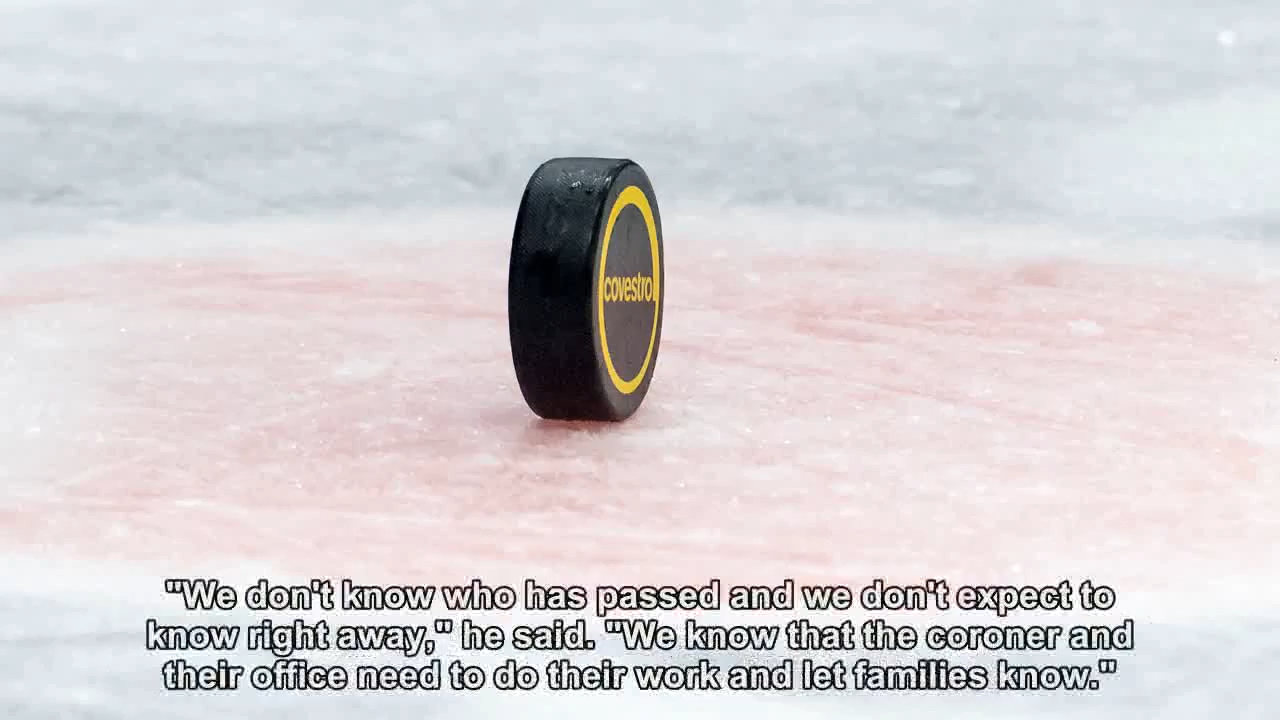 covestro
"We don't know who has passed and we don't expect to
know right away," he said. "We know that the coroner and
their office need to do their work and let families know."